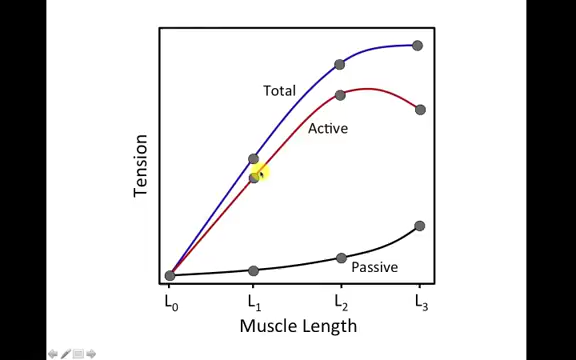 Total
Active
Tension
Passive
L₀ L₁ L₂ L₃
Muscle Length